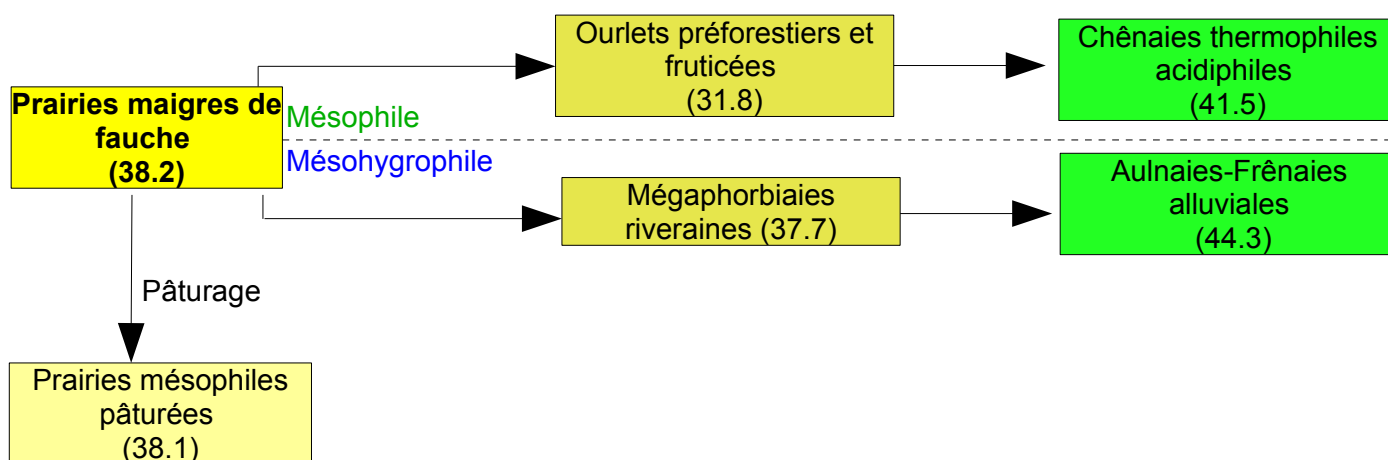 Ourlets préforestiers et
fruticées
(31.8)
Chênaies thermophiles
acidiphiles
(41.5)
Prairies maigres de
fauche
(38.2)
Mésophile
Mésohygrophile
Mégaphorbiaies
riveraines (37.7)
Aulnaies-Frênaies
alluviales
(44.3)
Pâturage
Prairies mésophiles
pâturées
(38.1)